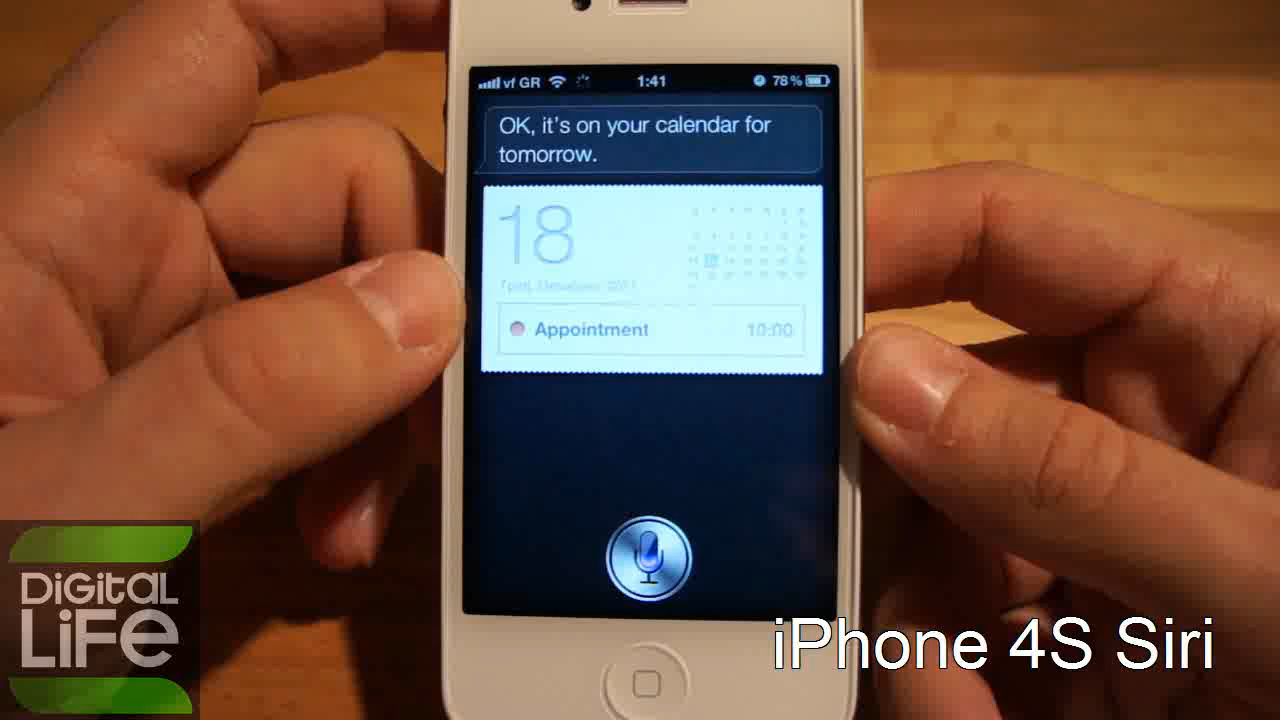 vf GR 1:41 78%
OK, it's on your calendar for
tomorrow.
18
Appointment 10:00
DiGiTAL
LiFe
iPhone 4S Siri